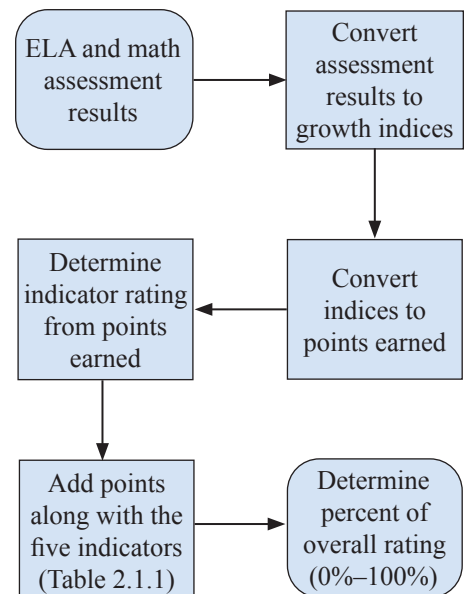 ELA and math
assessment
results
Convert
assessment
results to
growth indices
Convert
indices to
points earned
Determine
indicator rating
from points
earned
Add points
along with the
five indicators
(Table 2.1.1)
Determine
percent of
overall rating
(0%–100%)